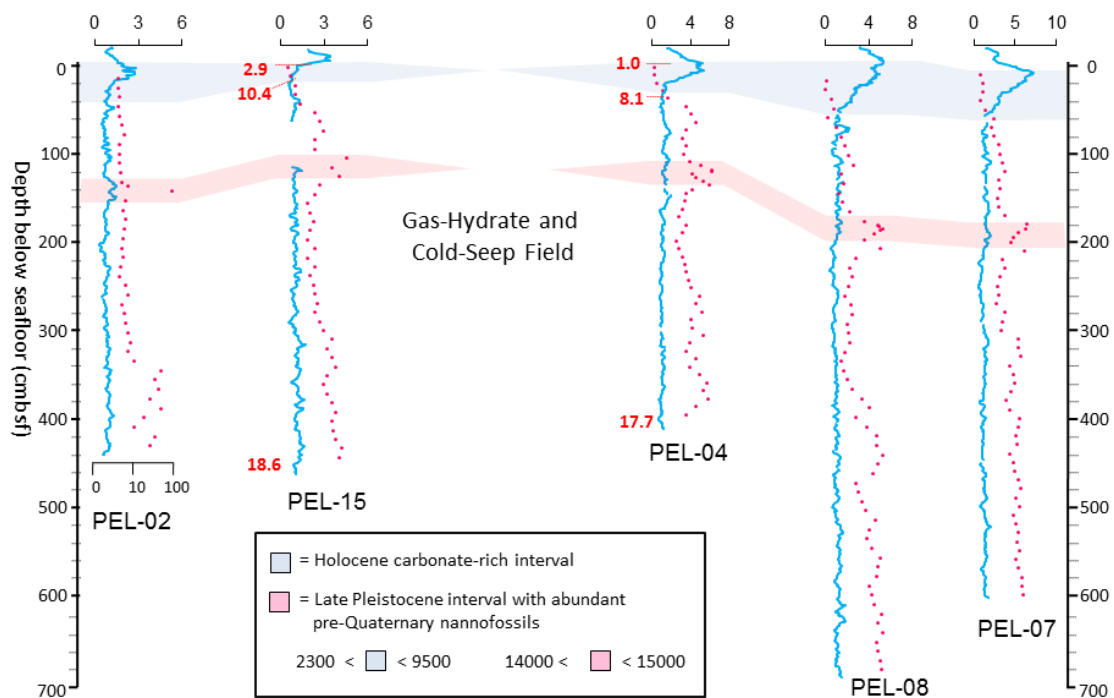 0 3 6
0 3 6
0 4 8
0 4 8
0 5 10
0
100
200
300
400
500
600
700
Depth below seafloor (cmbsf)
2.9
10.4
18.6
1.0
8.1
17.7
Gas-Hydrate and
Cold-Seep Field
0 10 100
PEL-02
PEL-15
PEL-04
PEL-08
PEL-07
0
100
200
300
400
500
600
700
= Holocene carbonate-rich interval
= Late Pleistocene interval with abundant
pre-Quaternary nannofossils
2300 < < 9500 14000 < < 15000